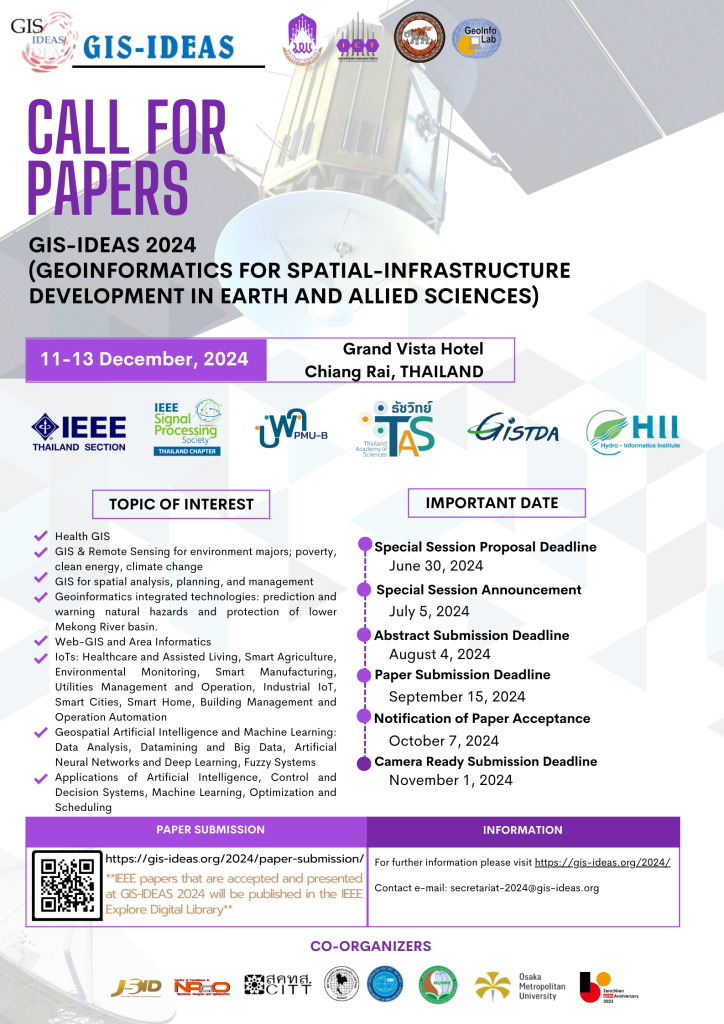 GIS
IDEAS
GIS-IDEAS
GeoInfo
Lab
CALL FOR
PAPERS
GIS-IDEAS 2024
(GEOINFORMATICS FOR SPATIAL-INFRASTRUCTURE
DEVELOPMENT IN EARTH AND ALLIED SCIENCES)
11-13 December, 2024
Grand Vista Hotel
Chiang Rai, THAILAND
IEEE
THAILAND SECTION
IEEE
Signal
Processing
Society
THAILAND CHAPTER
บพค
PMU-B
ธัชวิทย์
TAS
Thailand
Academy of
Sciences
GISTDA
HII
Hydro - Informatics Institute
TOPIC OF INTEREST
Health GIS
GIS & Remote Sensing for environment majors; poverty,
clean energy, climate change
GIS for spatial analysis, planning, and management
Geoinformatics integrated technologies: prediction and
warning natural hazards and protection of lower
Mekong River basin.
Web-GIS and Area Informatics
IoTs: Healthcare and Assisted Living, Smart Agriculture,
Environmental Monitoring, Smart Manufacturing,
Utilities Management and Operation, Industrial IoT,
Smart Cities, Smart Home, Building Management and
Operation Automation
Geospatial Artificial Intelligence and Machine Learning:
Data Analysis, Datamining and Big Data, Artificial
Neural Networks and Deep Learning, Fuzzy Systems
Applications of Artificial Intelligence, Control and
Decision Systems, Machine Learning, Optimization and
Scheduling
IMPORTANT DATE
Special Session Proposal Deadline
June 30, 2024
Special Session Announcement
July 5, 2024
Abstract Submission Deadline
August 4, 2024
Paper Submission Deadline
September 15, 2024
Notification of Paper Acceptance
October 7, 2024
Camera Ready Submission Deadline
November 1, 2024
PAPER SUBMISSION
https://gis-ideas.org/2024/paper-submission/
**IEEE papers that are accepted and presented
at GIS-IDEAS 2024 will be published in the IEEE
Explore Digital Library**
INFORMATION
For further information please visit https://gis-ideas.org/2024/
Contact e-mail: secretariat-2024@gis-ideas.org
CO-ORGANIZERS
สคทส.
CITT
Osaka
Metropolitan
University
Zenchiren
Anniversary
2023